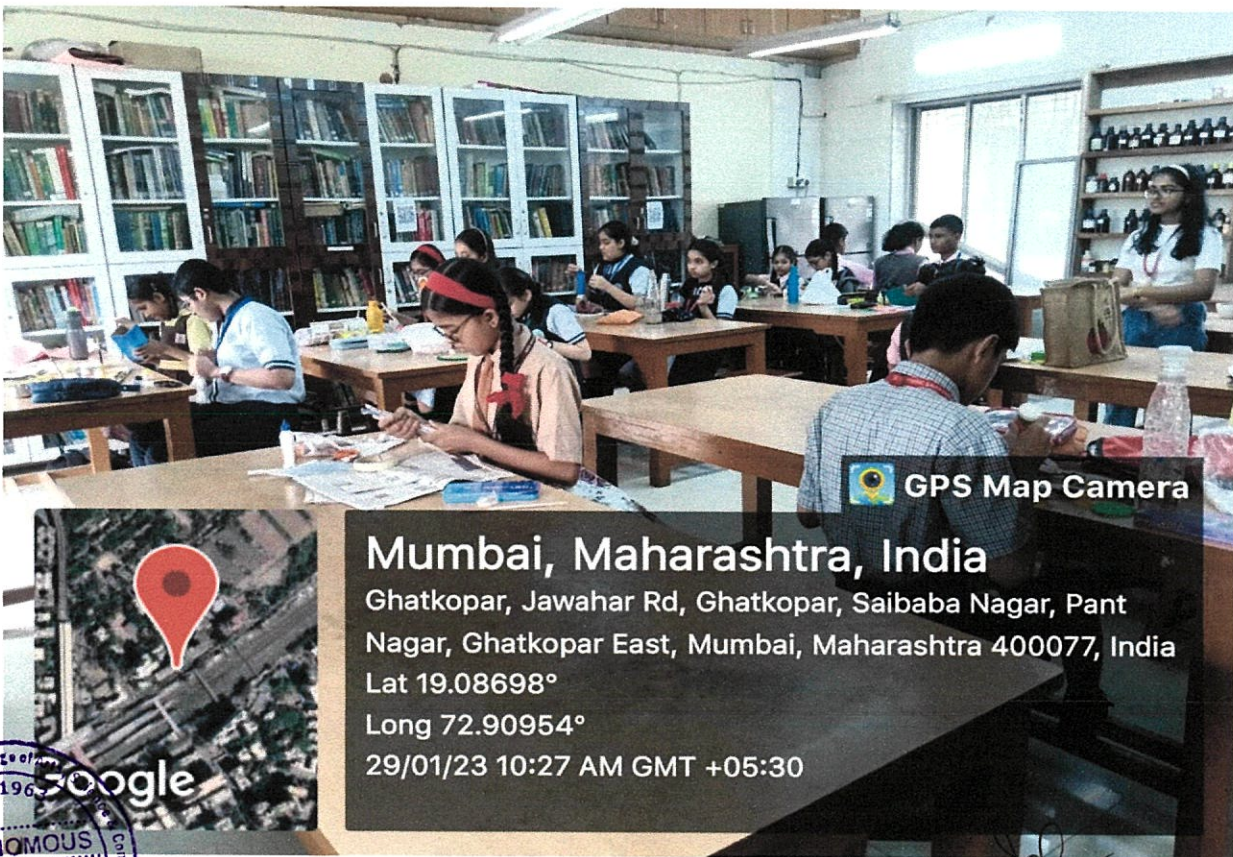 GPS Map Camera
Mumbai, Maharashtra, India
Ghatkopar, Jawahar Rd, Ghatkopar, Saibaba Nagar, Pant
Nagar, Ghatkopar East, Mumbai, Maharashtra 400077, India
Lat 19.08698°
Long 72.90954°
29/01/23 10:27 AM GMT +05:30
Google